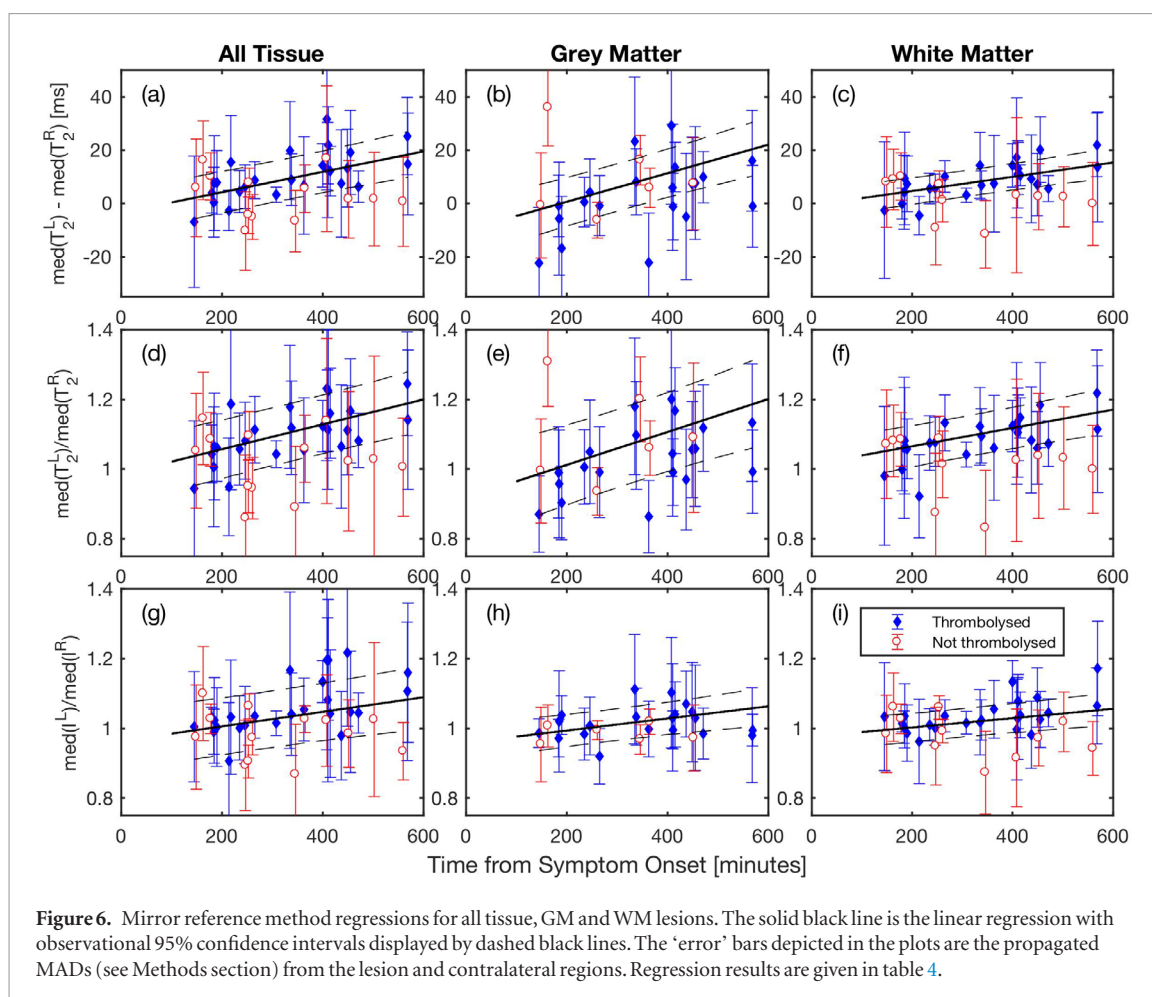 All Tissue Grey Matter White Matter
(a) (b) (c)
med(T₂ᴸ) - med(T₂ᴿ) [ms]
40 40 40
20 20 20
0 0 0
-20 -20 -20
0 200 400 600 0 200 400 600 0 200 400 600
(d) (e) (f)
med(T₂ᴸ)/med(T₂ᴿ)
1.4 1.4 1.4
1.2 1.2 1.2
1 1 1
0.8 0.8 0.8
0 200 400 600 0 200 400 600 0 200 400 600
(g) (h) (i)
med(Iᴸ)/med(Iᴿ)
1.4 1.4 1.4
1.2 1.2 1.2
1 1 1
0.8 0.8 0.8
Thrombolysed
Not thrombolysed
0 200 400 600 0 200 400 600 0 200 400 600
Time from Symptom Onset [minutes]
Figure 6. Mirror reference method regressions for all tissue, GM and WM lesions. The solid black line is the linear regression with
observational 95% confidence intervals displayed by dashed black lines. The ‘error’ bars depicted in the plots are the propagated
MADs (see Methods section) from the lesion and contralateral regions. Regression results are given in table 4.